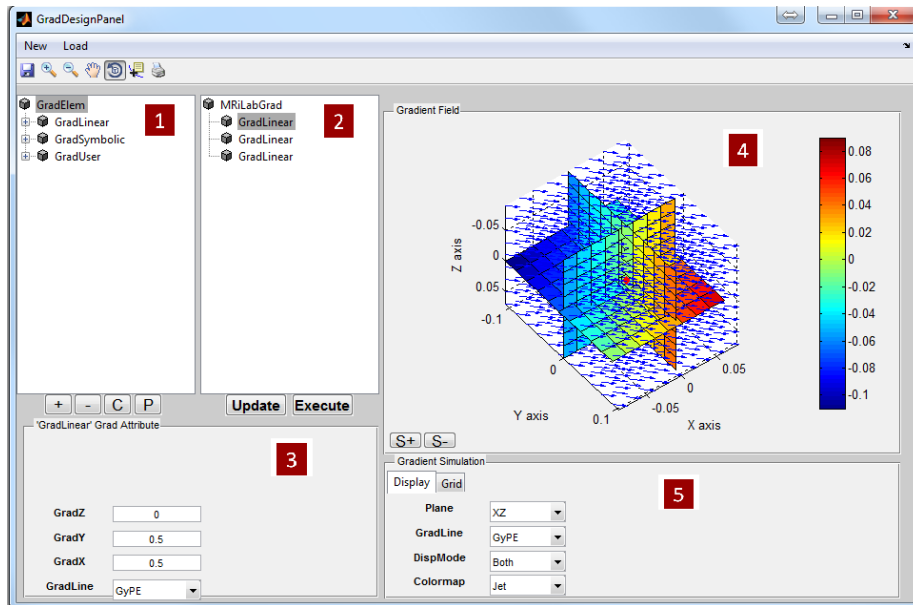 GradDesignPanel
New Load
GradElem
GradLinear
GradSymbolic
GradUser
1
MRiLabGrad
GradLinear
GradLinear
GradLinear
2
+ - C P
Update Execute
'GradLinear' Grad Attribute
3
GradZ 0
GradY 0.5
GradX 0.5
GradLine GyPE
Gradient Field
4
Z axis
-0.05
0
0.05
-0.1
0
0.1
Y axis
-0.05
0
0.05
X axis
0.08
0.06
0.04
0.02
0
-0.02
-0.04
-0.06
-0.08
-0.1
S+ S-
Gradient Simulation
Display Grid
5
Plane XZ
GradLine GyPE
DispMode Both
Colormap Jet